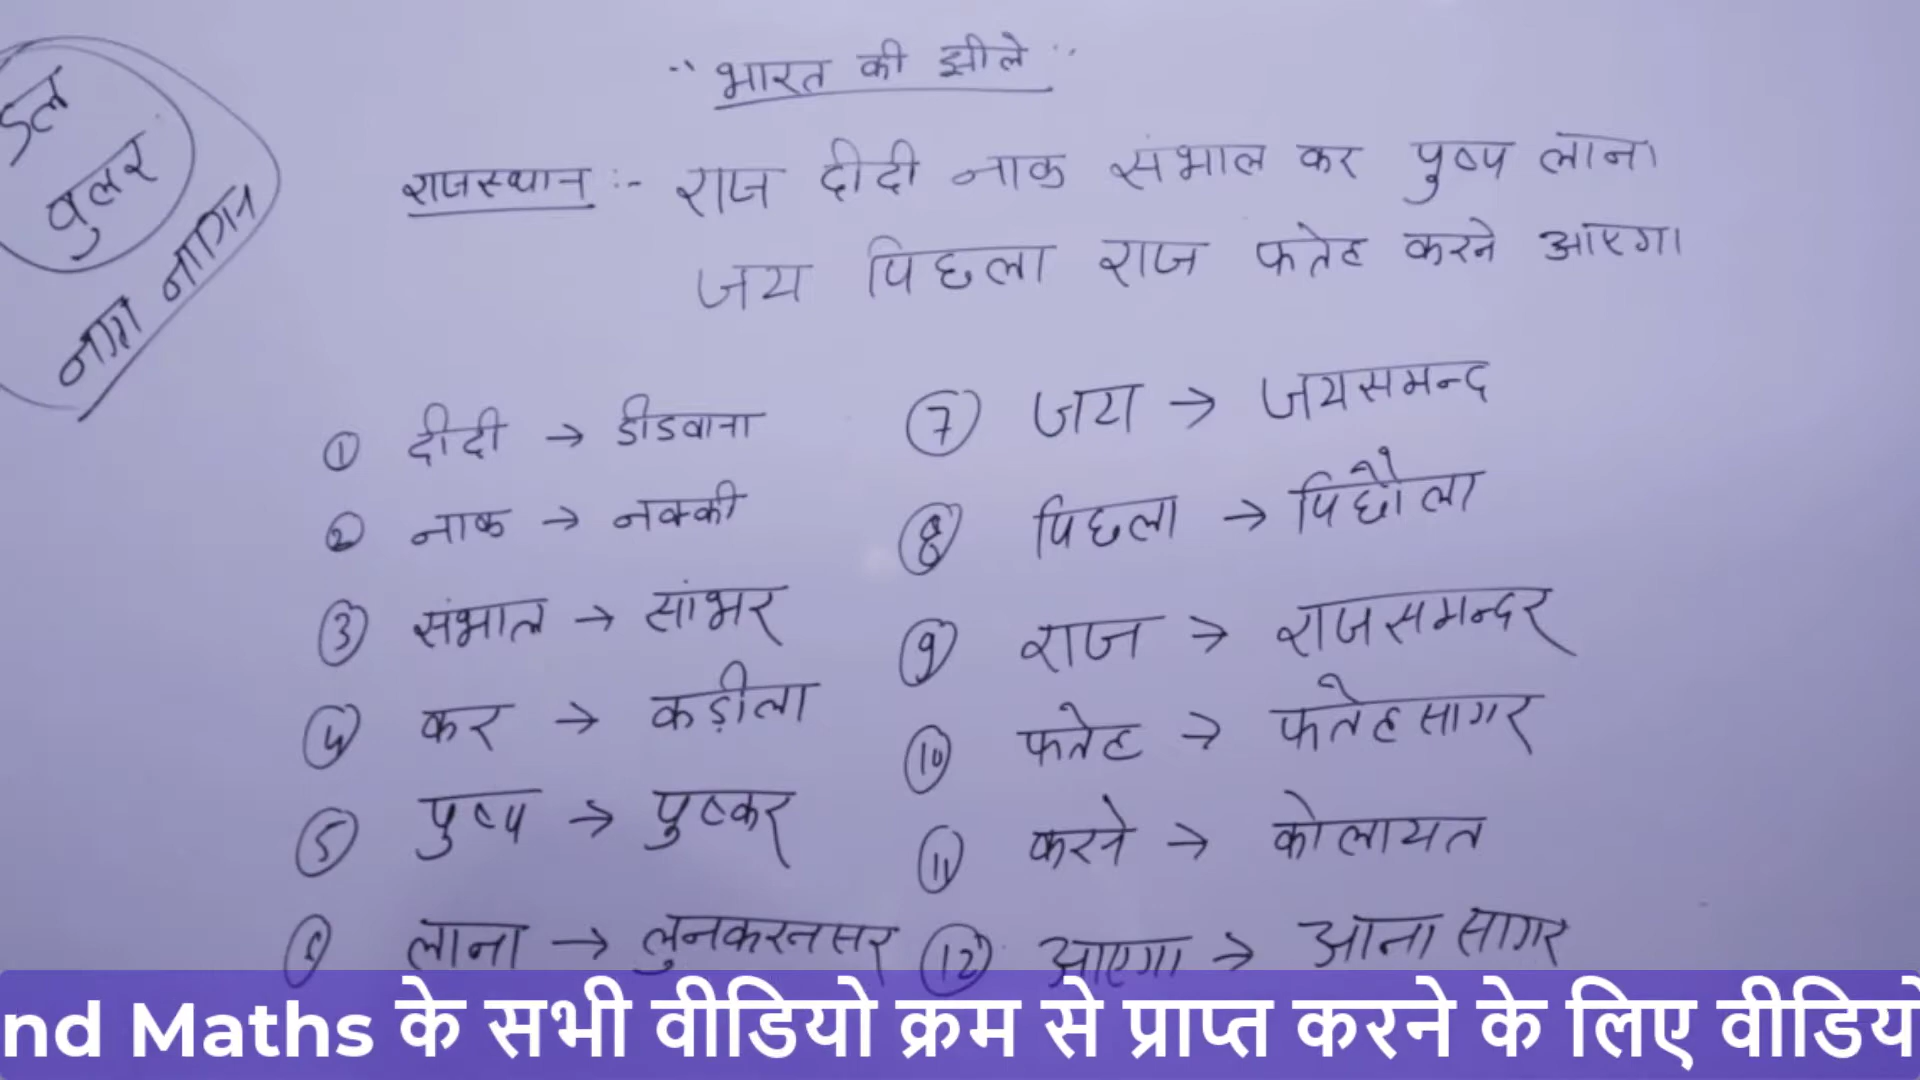 "भारत की झीले"
डल
वुलर
नाग नागिन
राजस्थान :- राज दीदी नाक संभाल कर पुष्प लाना
जय पिछला राज फतेह करने आएगा
① दीदी → डीडवाना
② नाक → नक्की
③ संभाल → सांभर
④ कर → कड़ीला
⑤ पुष्प → पुष्कर
⑥ लाना → लुनकरनसर
⑦ जय → जयसमन्द
⑧ पिछला → पिछौला
⑨ राज → राजसमन्दर
⑩ फतेह → फतेहसागर
⑪ करने → कोलायत
⑫ आएगा → आना सागर
nd Maths के सभी वीडियो क्रम से प्राप्त करने के लिए वीडियो